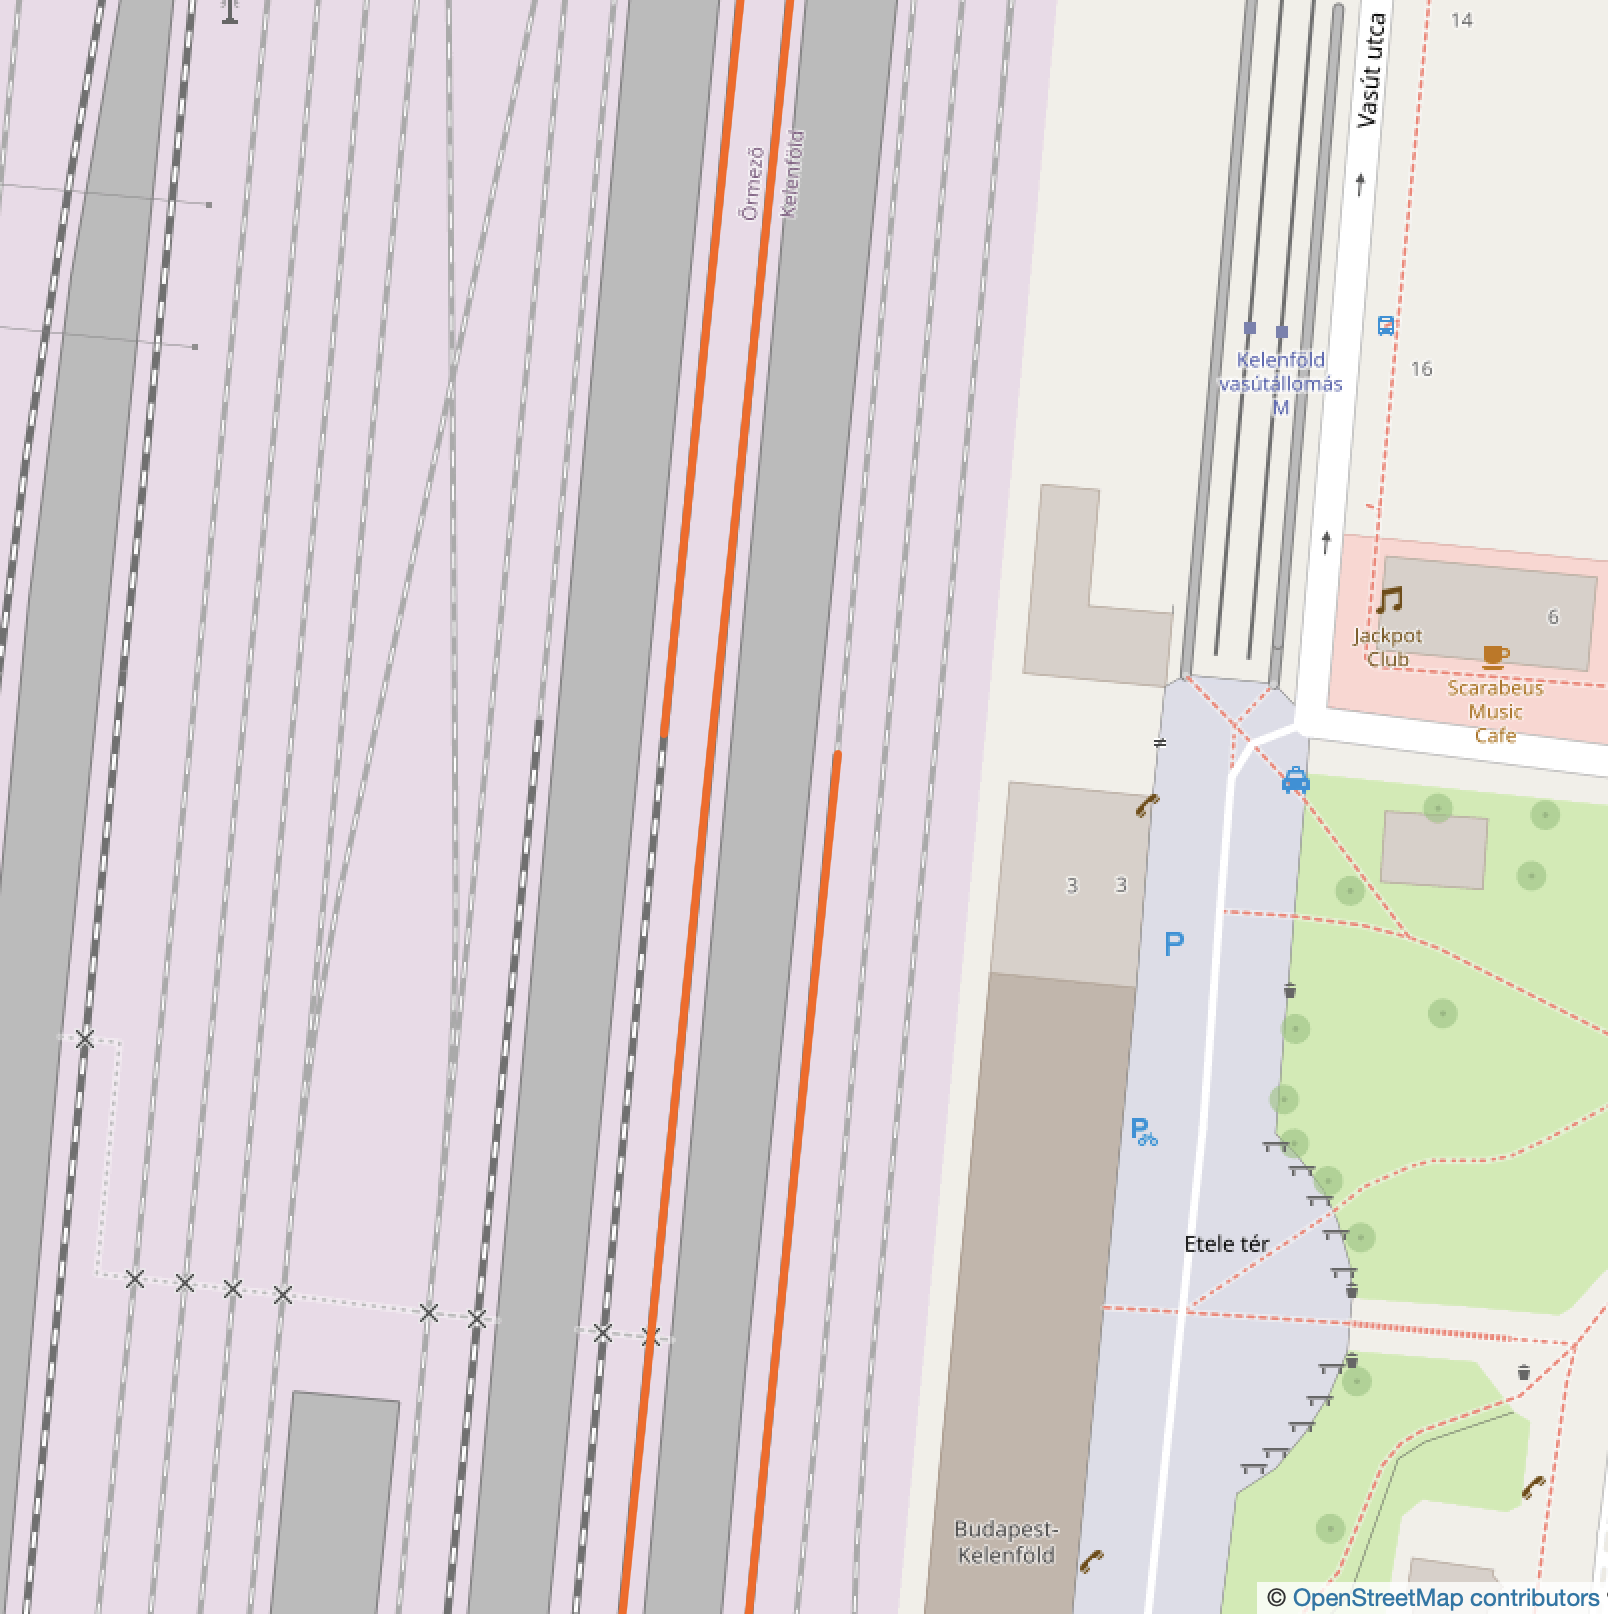 14
Vasút utca
Őrmező
Kelenföld
Kelenföld
vasútállomás
M
16
6
Jackpot
Club
Scarabeus
Music
Cafe
3
3
P
P
Etele tér
Budapest-
Kelenföld
© OpenStreetMap contributors